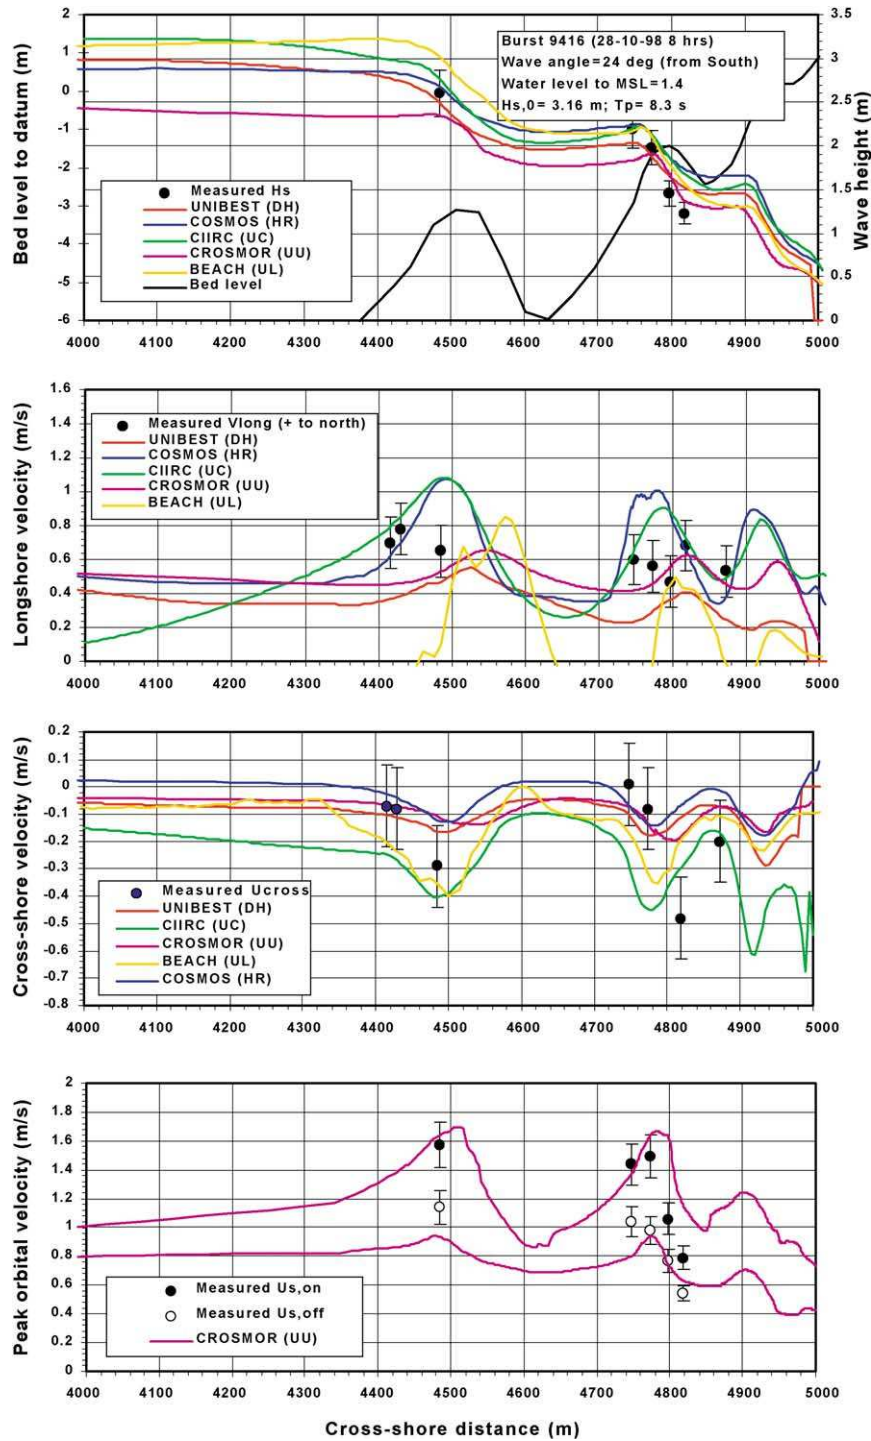 Bed level to datum (m)
2
1
0
-1
-2
-3
-4
-5
-6
Burst 9416 (28-10-98 8 hrs)
Wave angle=24 deg (from South)
Water level to MSL=1.4
Hs,0= 3.16 m; Tp= 8.3 s
Measured Hs
UNIBEST (DH)
COSMOS (HR)
CIIRC (UC)
CROSMOR (UU)
BEACH (UL)
Bed level
3.5
3
2.5
2
1.5
1
0.5
0
Wave height (m)
4000 4100 4200 4300 4400 4500 4600 4700 4800 4900 5000
Longshore velocity (m/s)
1.6
1.4
1.2
1
0.8
0.6
0.4
0.2
0
Measured Vlong (+ to north)
UNIBEST (DH)
COSMOS (HR)
CIIRC (UC)
CROSMOR (UU)
BEACH (UL)
4000 4100 4200 4300 4400 4500 4600 4700 4800 4900 5000
Cross-shore velocity (m/s)
0.2
0.1
0
-0.1
-0.2
-0.3
-0.4
-0.5
-0.6
-0.7
-0.8
Measured Ucross
UNIBEST (DH)
CIIRC (UC)
CROSMOR (UU)
BEACH (UL)
COSMOS (HR)
4000 4100 4200 4300 4400 4500 4600 4700 4800 4900 5000
Peak orbital velocity (m/s)
2
1.8
1.6
1.4
1.2
1
0.8
0.6
0.4
0.2
0
Measured Us,on
Measured Us,off
CROSMOR (UU)
4000 4100 4200 4300 4400 4500 4600 4700 4800 4900 5000
Cross-shore distance (m)